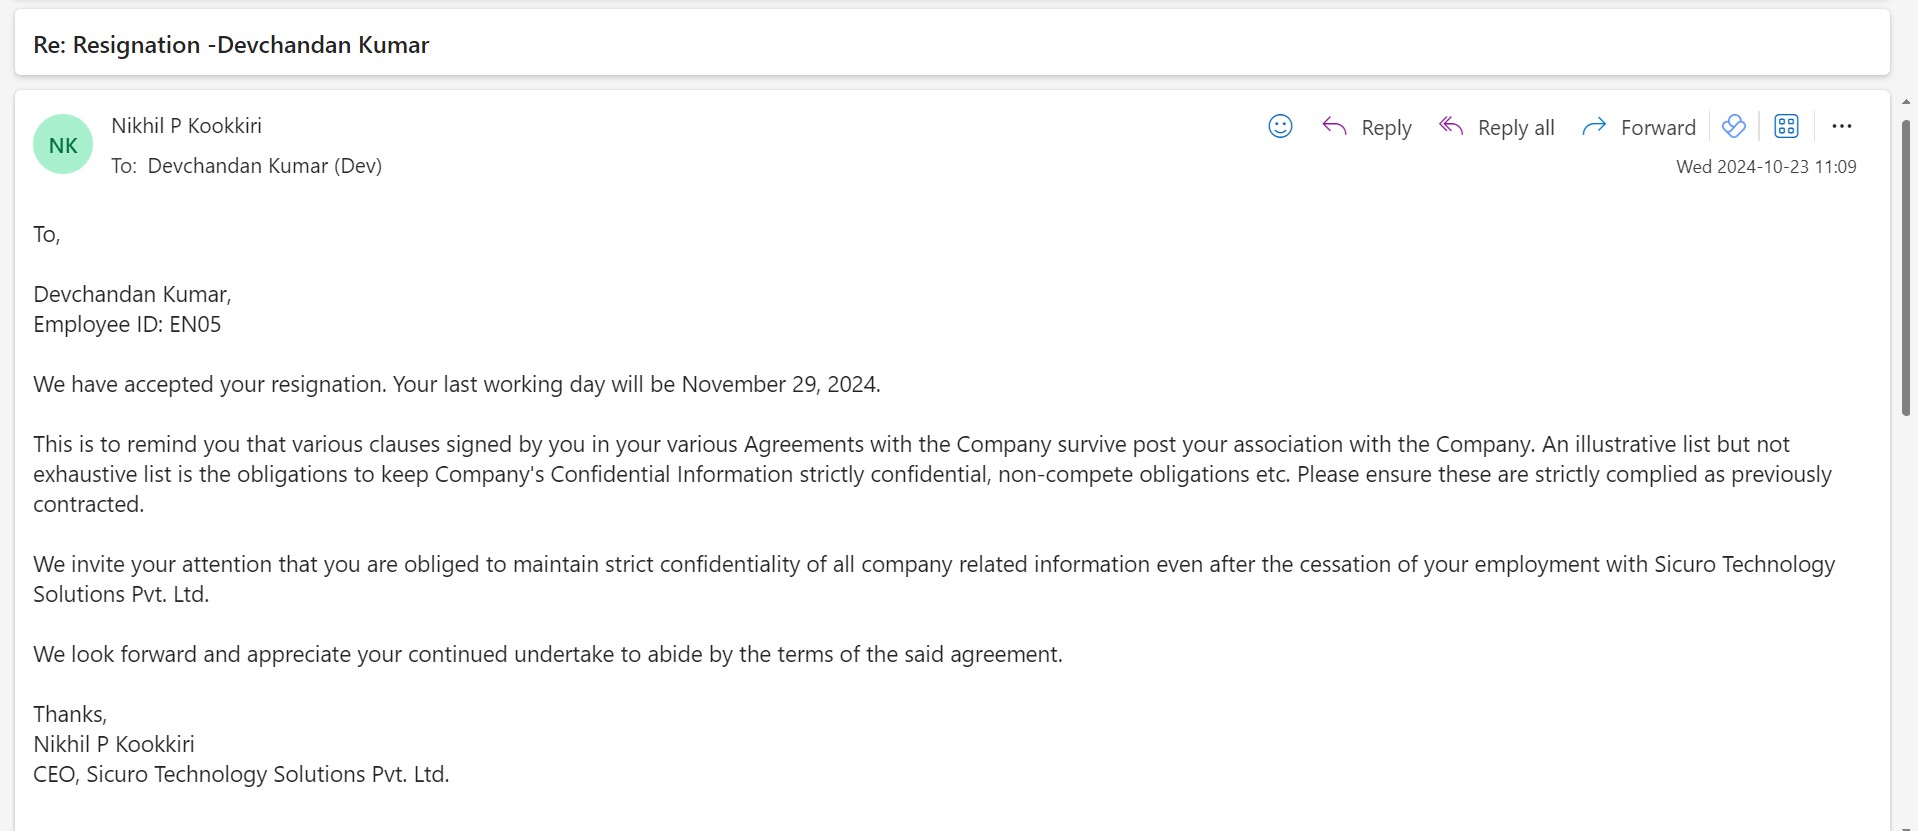 Re: Resignation -Devchandan Kumar
NK
Nikhil P Kookkiri
Reply
Reply all
Forward
To: Devchandan Kumar (Dev)
Wed 2024-10-23 11:09
To,
Devchandan Kumar,
Employee ID: EN05
We have accepted your resignation. Your last working day will be November 29, 2024.
This is to remind you that various clauses signed by you in your various Agreements with the Company survive post your association with the Company. An illustrative list but not
exhaustive list is the obligations to keep Company's Confidential Information strictly confidential, non-compete obligations etc. Please ensure these are strictly complied as previously
contracted.
We invite your attention that you are obliged to maintain strict confidentiality of all company related information even after the cessation of your employment with Sicuro Technology
Solutions Pvt. Ltd.
We look forward and appreciate your continued undertake to abide by the terms of the said agreement.
Thanks,
Nikhil P Kookkiri
CEO, Sicuro Technology Solutions Pvt. Ltd.